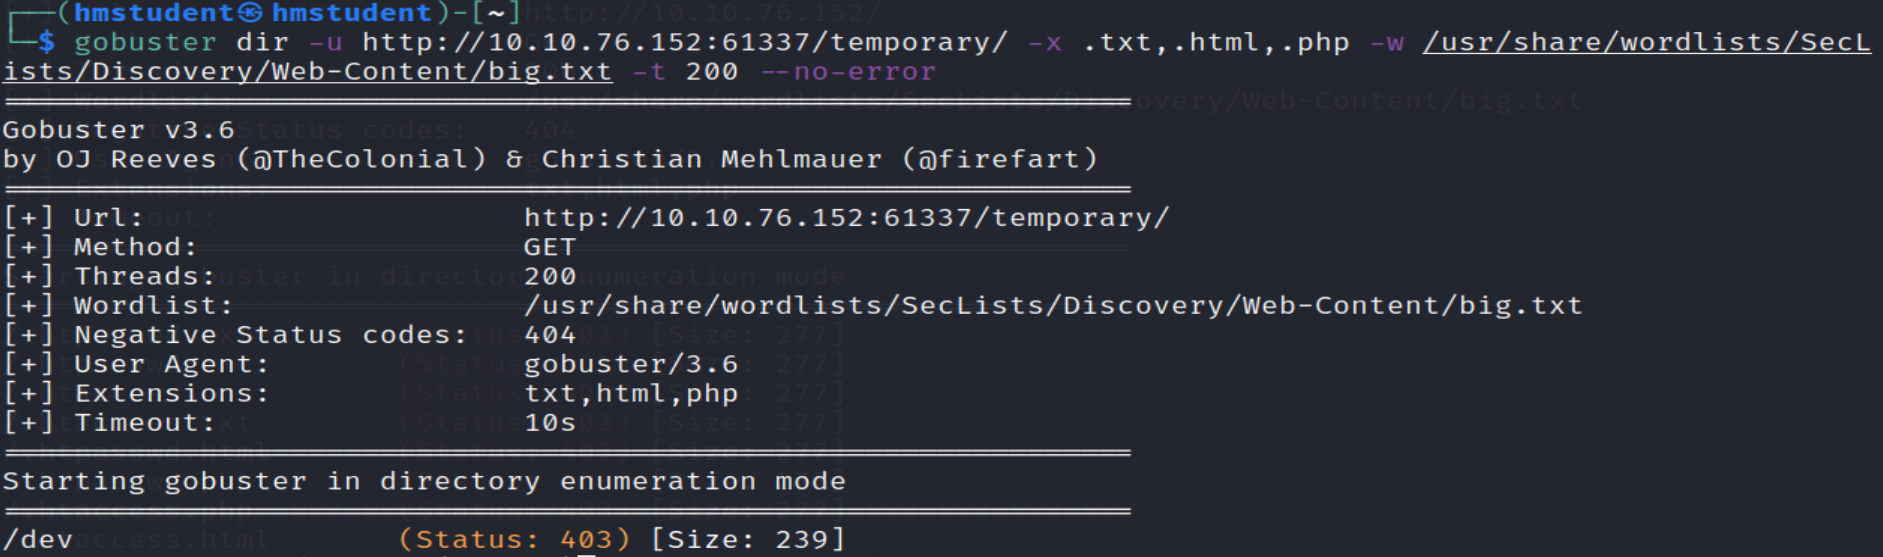 ┌──(hmstudent㉿hmstudent)-[~]
└─$ gobuster dir -u http://10.10.76.152:61337/temporary/ -x .txt,.html,.php -w /usr/share/wordlists/SecL
ists/Discovery/Web-Content/big.txt -t 200 --no-error
===============================================================
Gobuster v3.6
by OJ Reeves (@TheColonial) & Christian Mehlmauer (@firefart)
===============================================================
[+] Url:                     http://10.10.76.152:61337/temporary/
[+] Method:                  GET
[+] Threads:                 200
[+] Wordlist:                /usr/share/wordlists/SecLists/Discovery/Web-Content/big.txt
[+] Negative Status codes:   404
[+] User Agent:              gobuster/3.6
[+] Extensions:              txt,html,php
[+] Timeout:                 10s
===============================================================
Starting gobuster in directory enumeration mode
===============================================================
/dev                  (Status: 403) [Size: 239]